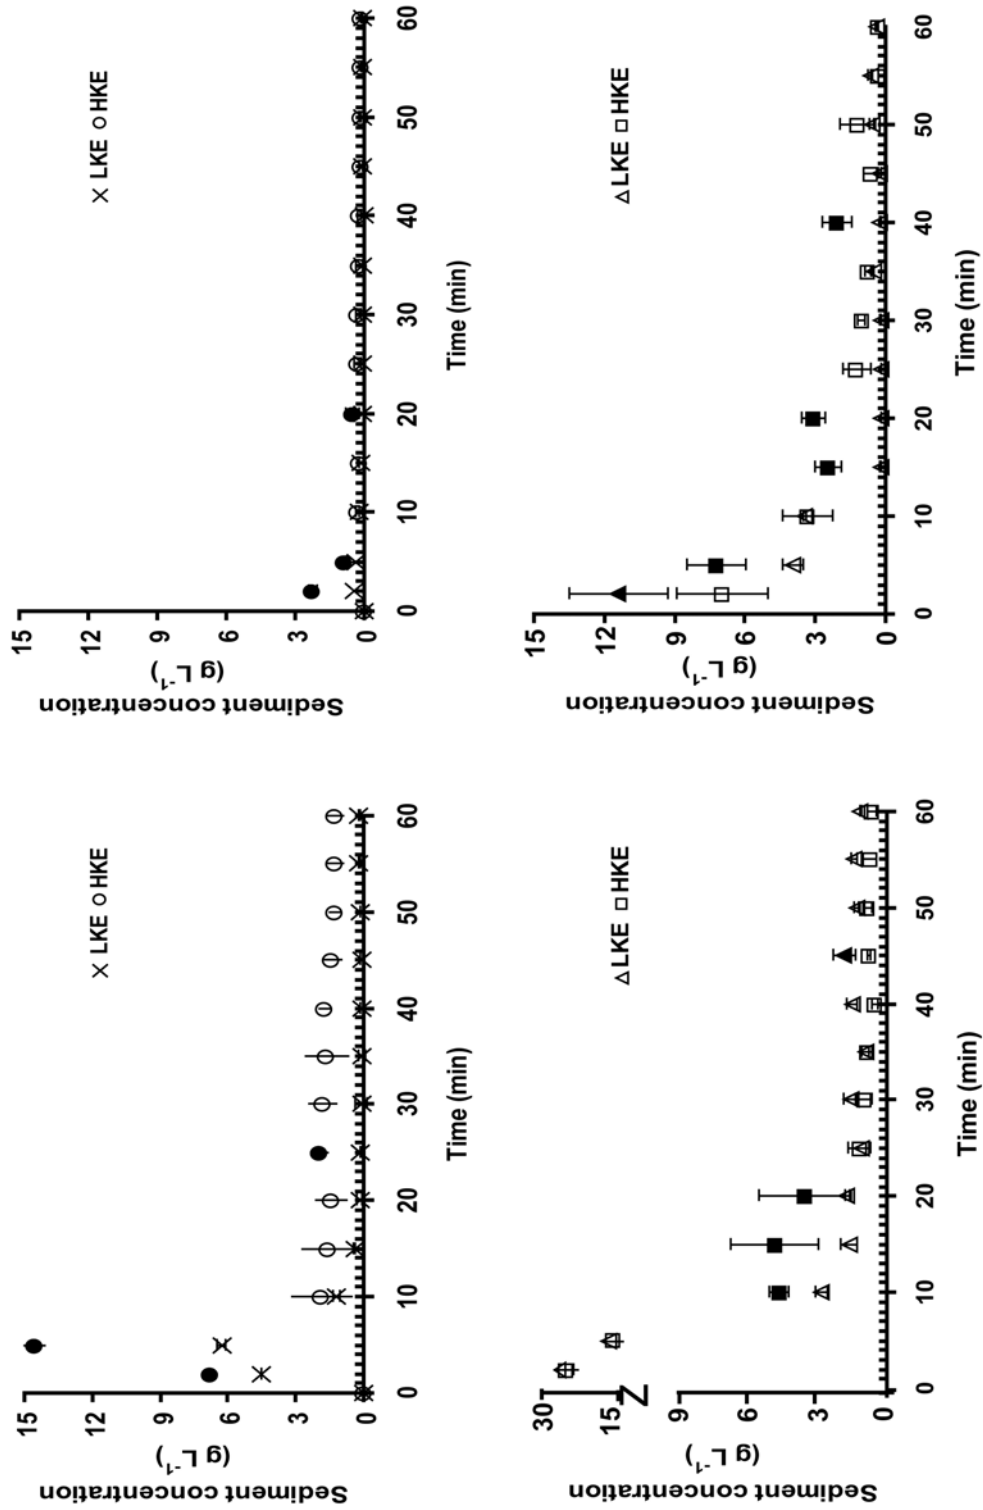 × LKE ○ HKE
15
12
9
6
3
0
Sediment concentration
(g L⁻¹)
0 10 20 30 40 50 60
Time (min)
× LKE ○ HKE
15
12
9
6
3
0
Sediment concentration
(g L⁻¹)
0 10 20 30 40 50 60
Time (min)
△ LKE □ HKE
30
15
9
6
3
0
Sediment concentration
(g L⁻¹)
0 10 20 30 40 50 60
Time (min)
△ LKE □ HKE
15
12
9
6
3
0
Sediment concentration
(g L⁻¹)
0 10 20 30 40 50 60
Time (min)